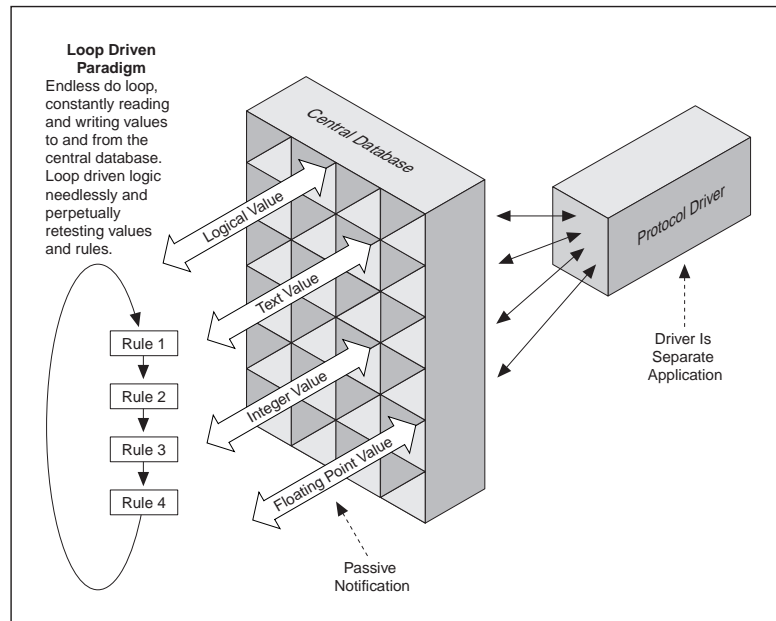 Loop Driven
Paradigm
Endless do loop,
constantly reading
and writing values
to and from the
central database.
Loop driven logic
needlessly and
perpetually
retesting values
and rules.
Rule 1
Rule 2
Rule 3
Rule 4
Central Database
Logical Value
Text Value
Integer Value
Floating Point Value
Passive
Notification
Protocol Driver
Driver Is
Separate
Application